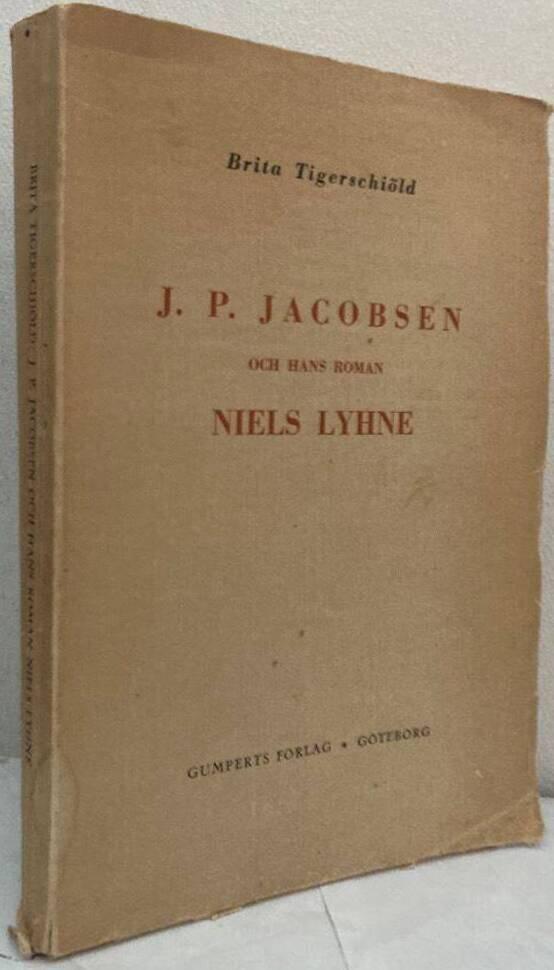 Brita Tigerschiöld
J. P. JACOBSEN
OCH HANS ROMAN
NIELS LYHNE
GUMPERTS FÖRLAG • GÖTEBORG
BRITA TIGERSCHIÖLD: J. P. JACOBSEN OCH HANS ROMAN NIELS LYHNE